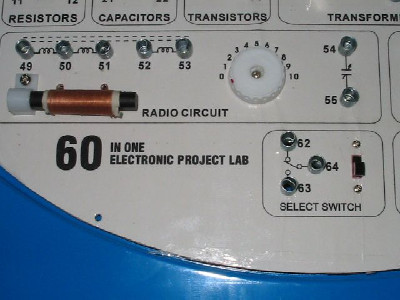 RESISTORS CAPACITORS TRANSISTORS TRANSFORM
49 50 51 52 53
0 1 2 3 4 5 6 7 8 9 10
54
55
RADIO CIRCUIT
60 IN ONE
ELECTRONIC PROJECT LAB
62
64
63
SELECT SWITCH